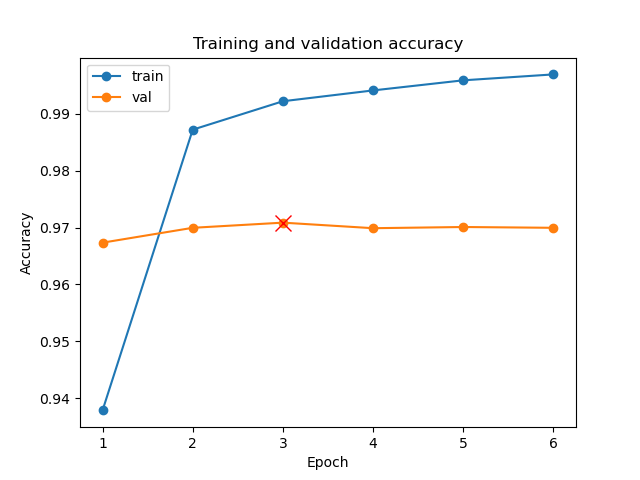 Training and validation accuracy
train
val
0.99
0.98
0.97
0.96
0.95
0.94
Accuracy
1 2 3 4 5 6
Epoch